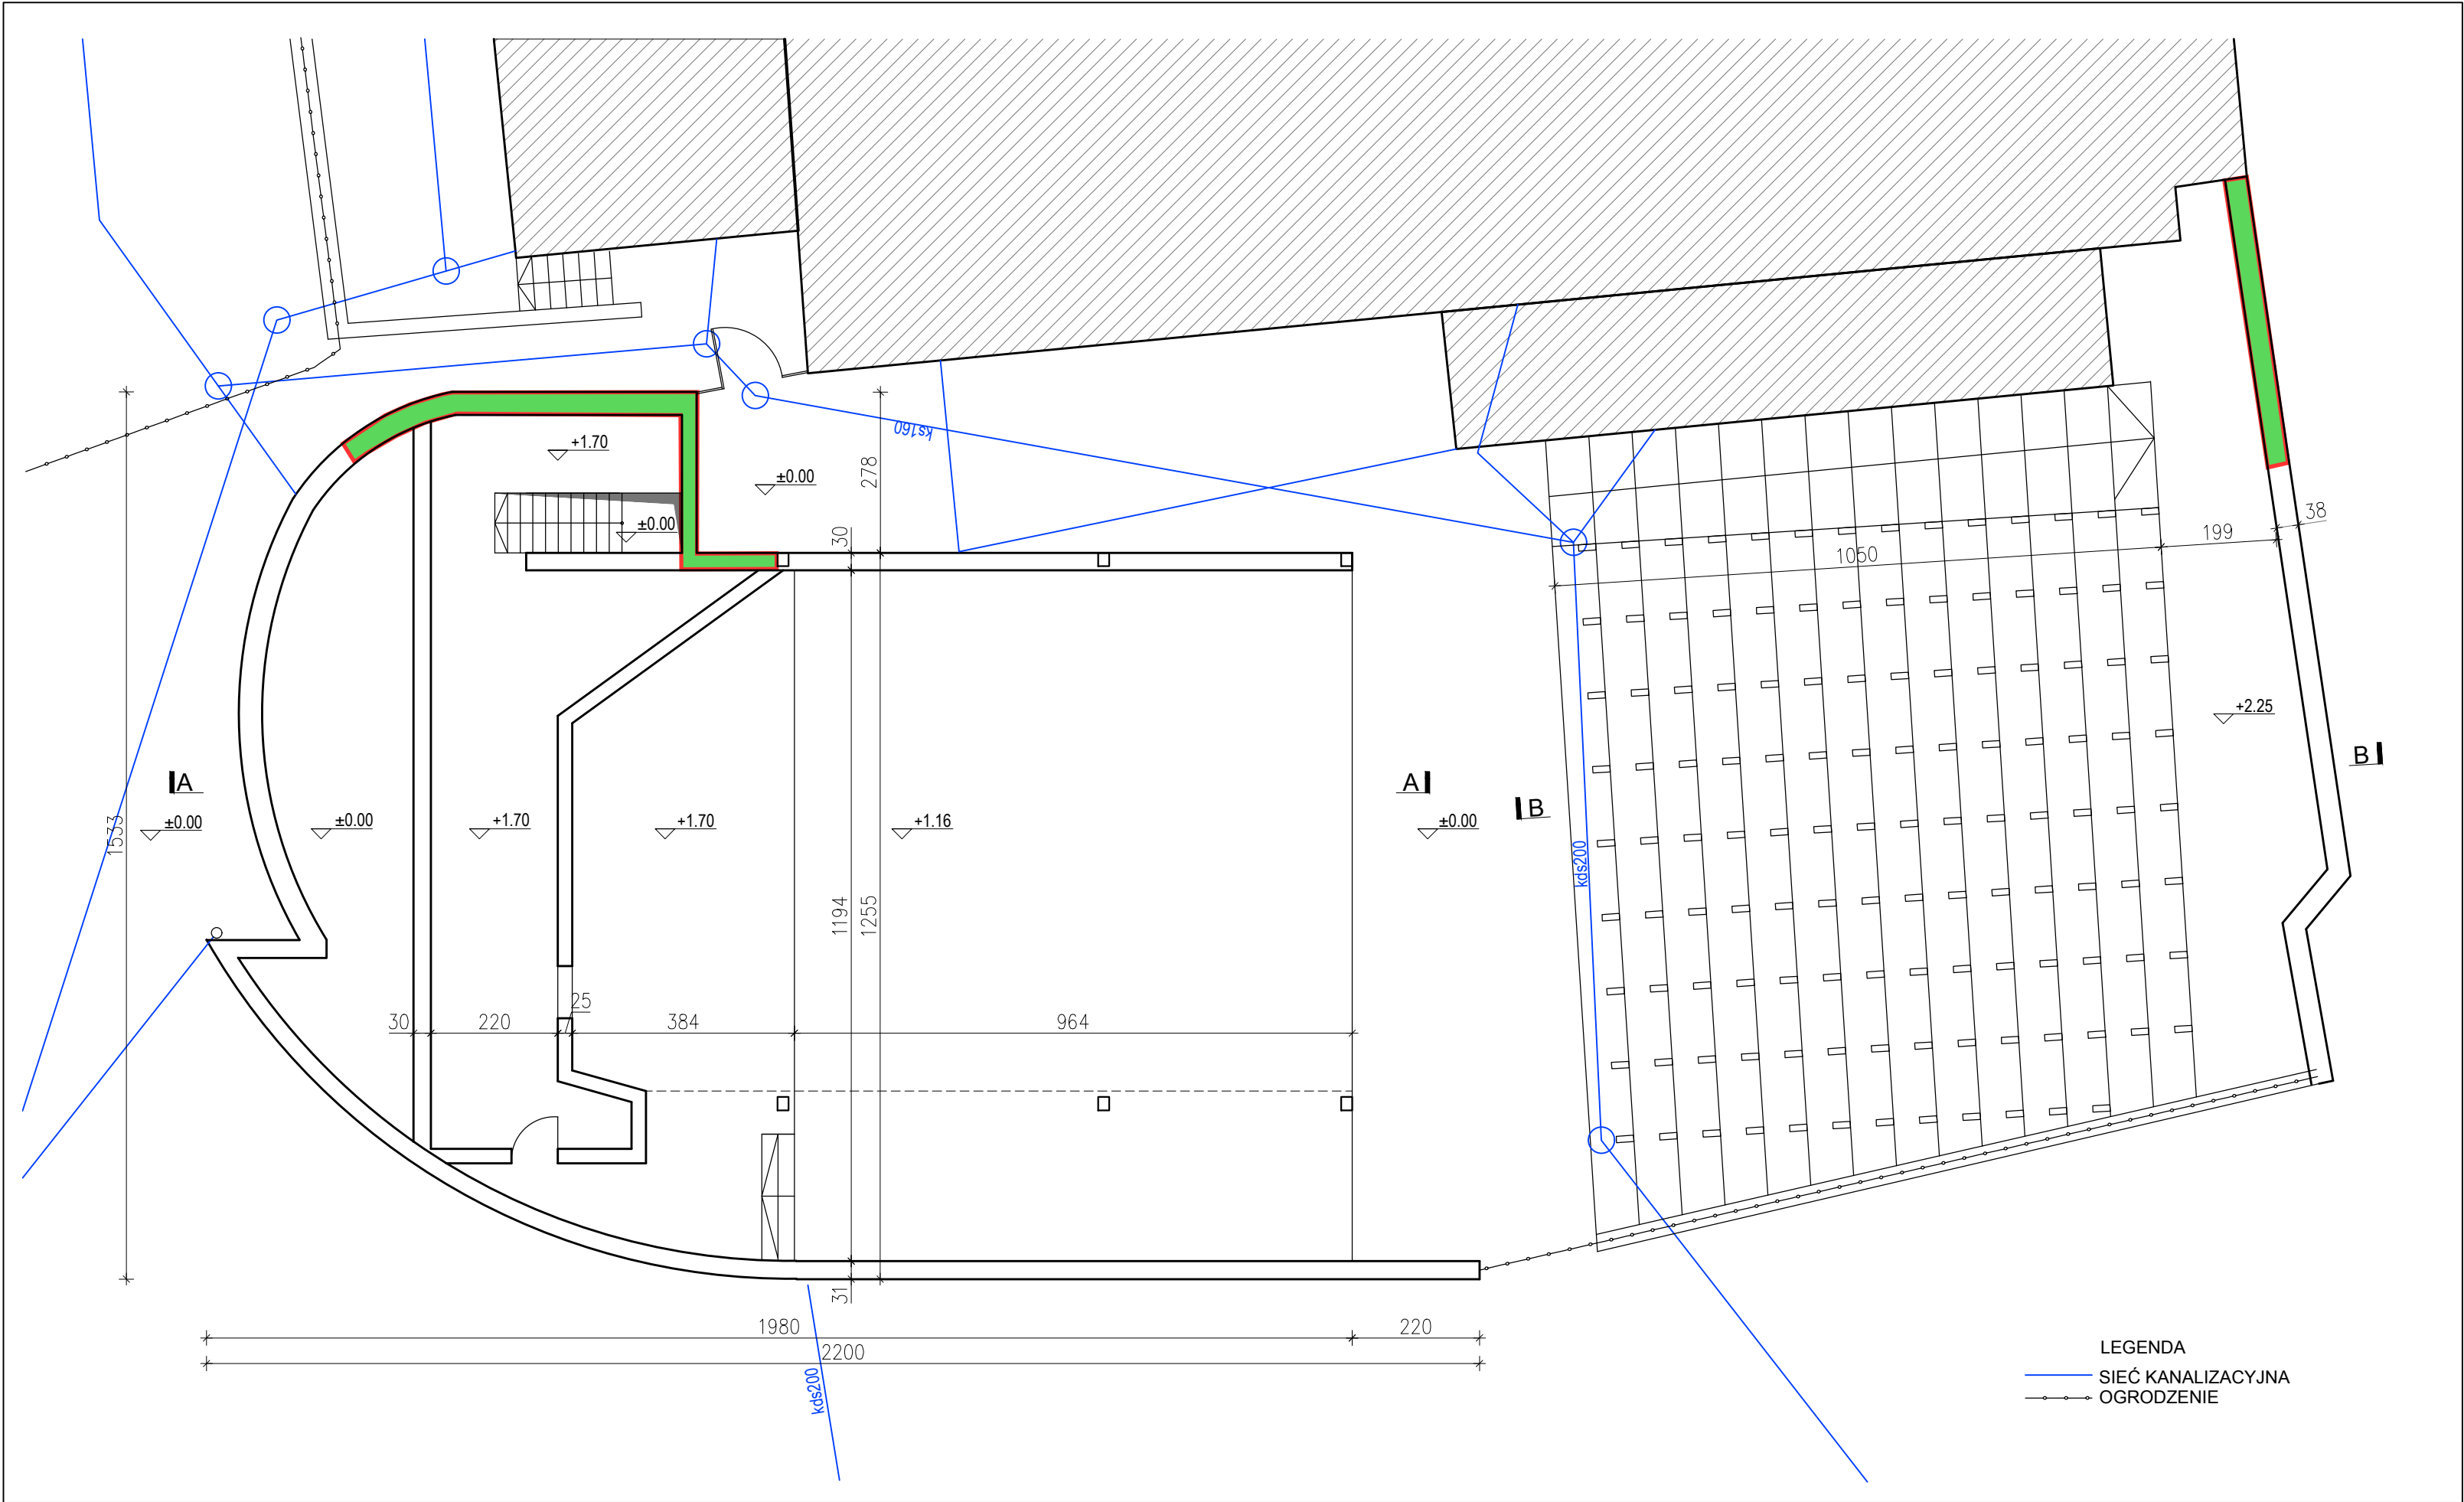 ks160
+1.70
±0.00
278
±0.00
30
38
199
1050
+2.25
A
A
B
B
1533
±0.00
±0.00
+1.70
+1.70
+1.16
±0.00
kds200
1194
1255
25
30
220
384
964
31
1980
220
2200
kds200
LEGENDA
SIEĆ KANALIZACYJNA
OGRODZENIE